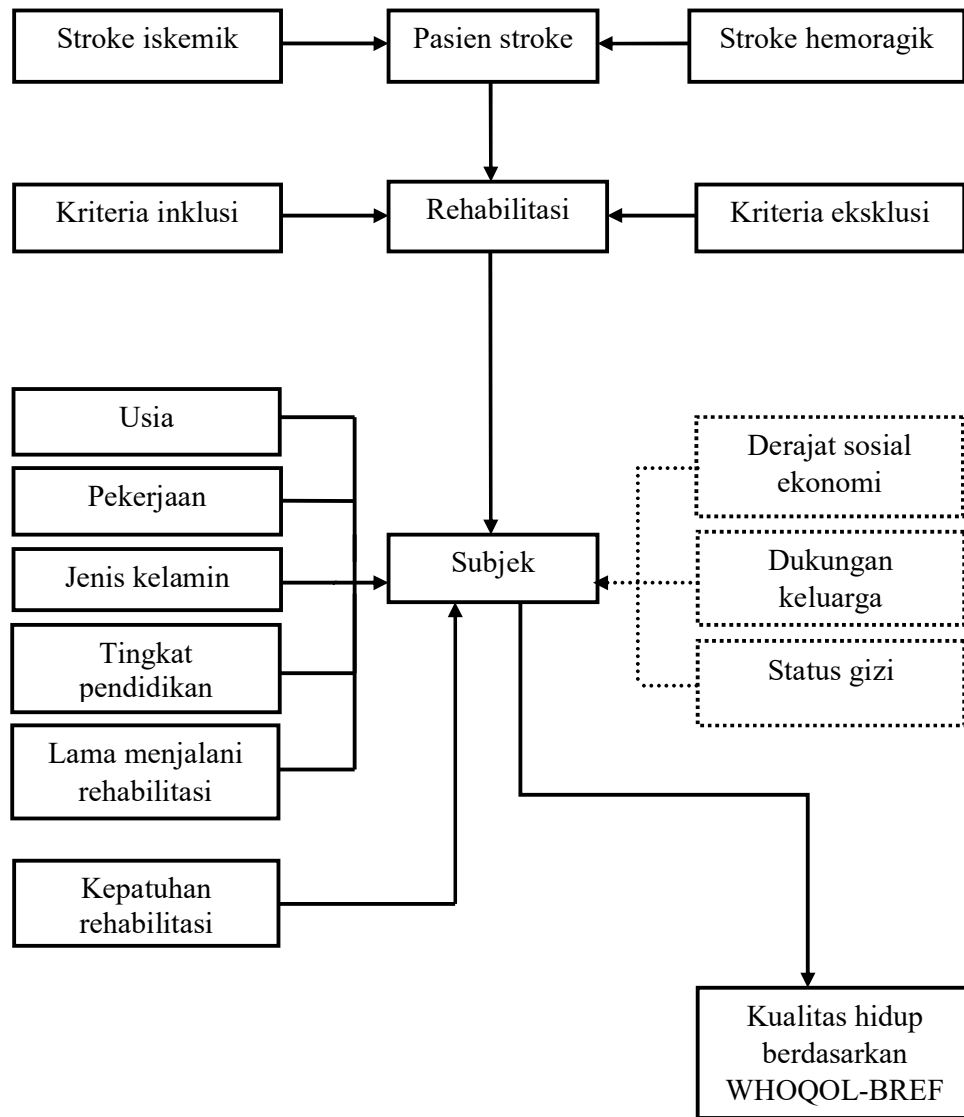 Stroke iskemik
Pasien stroke
Stroke hemoragik
Kriteria inklusi
Rehabilitasi
Kriteria eksklusi
Usia
Pekerjaan
Jenis kelamin
Tingkat
pendidikan
Lama menjalani
rehabilitasi
Kepatuhan
rehabilitasi
Subjek
Derajat sosial
ekonomi
Dukungan
keluarga
Status gizi
Kualitas hidup
berdasarkan
WHOQOL-BREF